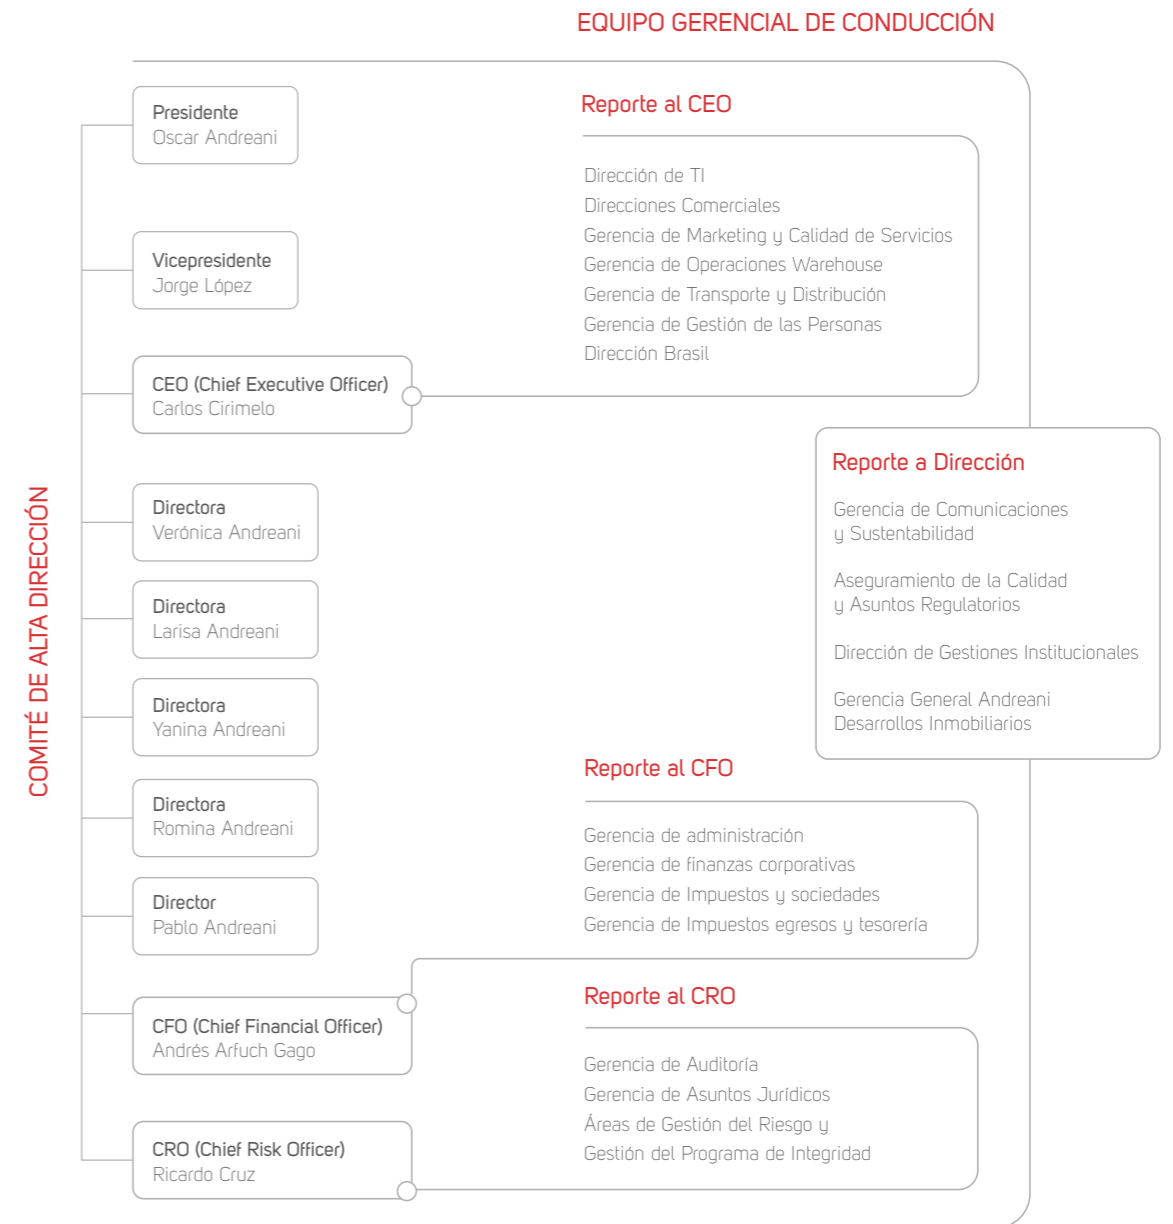 EQUIPO GERENCIAL DE CONDUCCIÓN
COMITÉ DE ALTA DIRECCIÓN
Presidente
Oscar Andreani
Vicepresidente
Jorge López
CEO (Chief Executive Officer)
Carlos Cirimelo
Directora
Verónica Andreani
Directora
Larisa Andreani
Directora
Yanina Andreani
Directora
Romina Andreani
Director
Pablo Andreani
CFO (Chief Financial Officer)
Andrés Arfuch Gago
CRO (Chief Risk Officer)
Ricardo Cruz
Reporte al CEO
Dirección de TI
Direcciones Comerciales
Gerencia de Marketing y Calidad de Servicios
Gerencia de Operaciones Warehouse
Gerencia de Transporte y Distribución
Gerencia de Gestión de las Personas
Dirección Brasil
Reporte a Dirección
Gerencia de Comunicaciones
y Sustentabilidad
Aseguramiento de la Calidad
y Asuntos Regulatorios
Dirección de Gestiones Institucionales
Gerencia General Andreani
Desarrollos Inmobiliarios
Reporte al CFO
Gerencia de administración
Gerencia de finanzas corporativas
Gerencia de Impuestos y sociedades
Gerencia de Impuestos egresos y tesorería
Reporte al CRO
Gerencia de Auditoría
Gerencia de Asuntos Jurídicos
Áreas de Gestión del Riesgo y
Gestión del Programa de Integridad